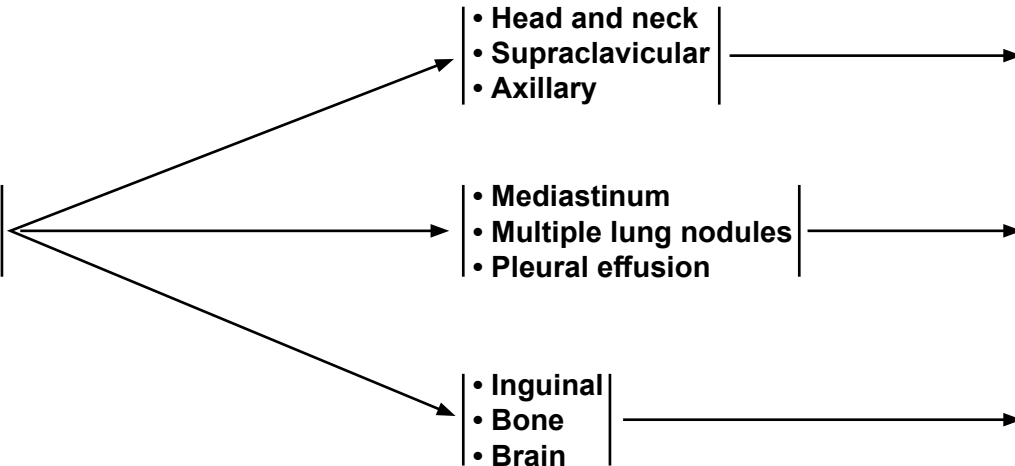 • Head and neck
• Supraclavicular
• Axillary
• Mediastinum
• Multiple lung nodules
• Pleural effusion
• Inguinal
• Bone
• Brain